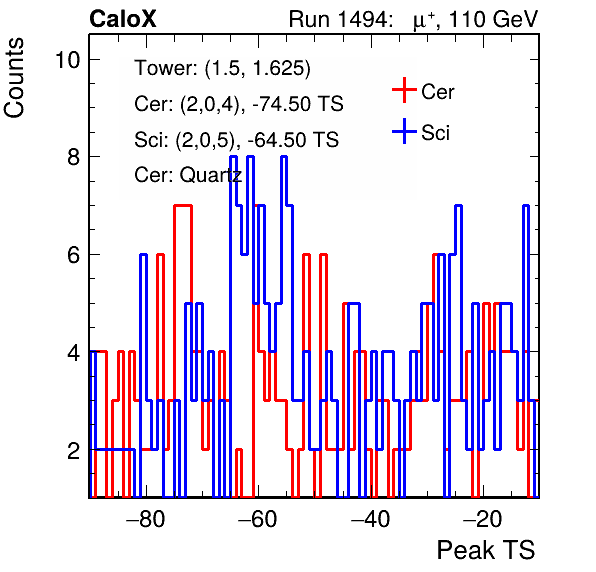 CaloX Run 1494: μ⁺, 110 GeV
Counts
Tower: (1.5, 1.625)
Cer: (2,0,4), -74.50 TS
Sci: (2,0,5), -64.50 TS
Cer: Quartz
Cer
Sci
10
8
6
4
2
−80 −60 −40 −20
Peak TS